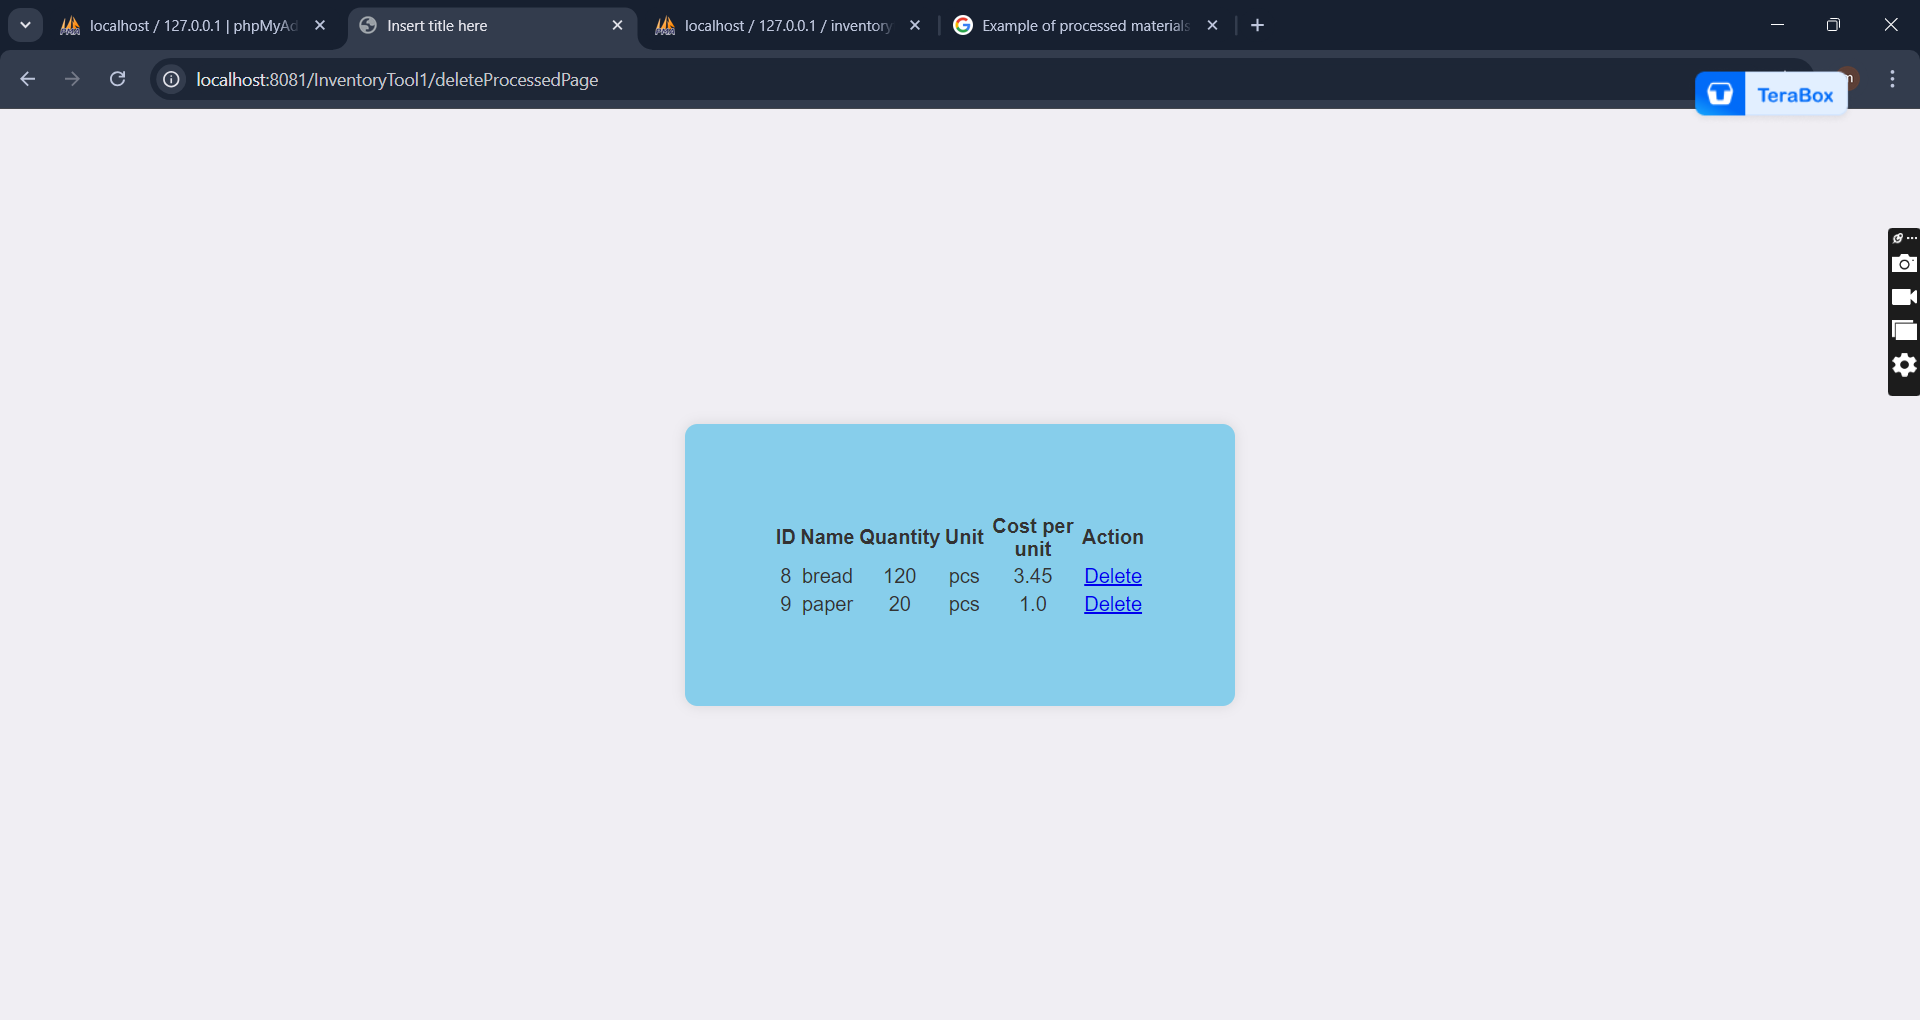 localhost / 127.0.0.1 | phpMyAd
Insert title here
localhost / 127.0.0.1 / inventory
Example of processed materials
localhost:8081/InventoryTool1/deleteProcessedPage
n
TeraBox
ID Name Quantity Unit Cost per unit Action
8 bread 120 pcs 3.45 Delete
9 paper 20 pcs 1.0 Delete